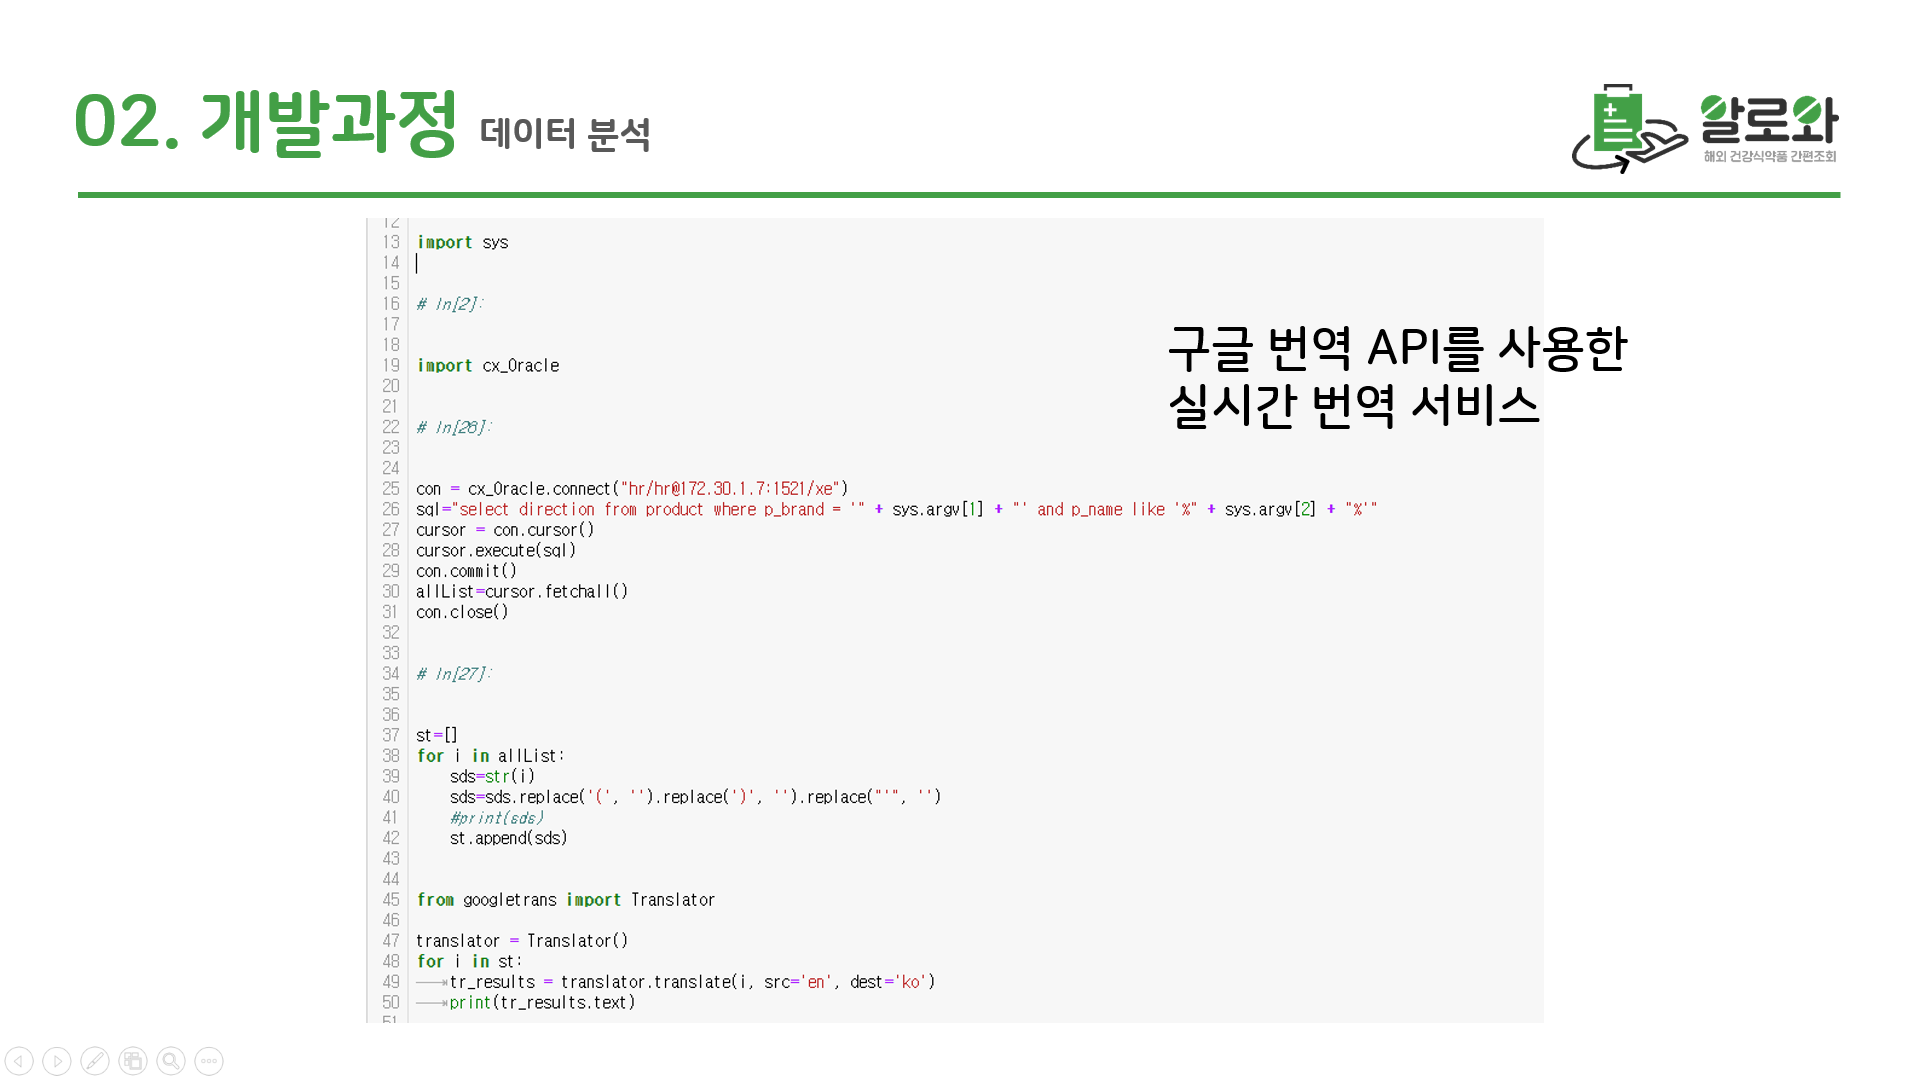 02. 개발과정 데이터 분석
알로와
해외 건강식약품 간편조회
12
13 import sys
14
15
16 # In[2]:
17
18
19 import cx_Oracle
20
21
22 # In[26]:
23
24
25 con = cx_Oracle.connect("hr/hr@172.30.1.7:1521/xe")
26 sql="select direction from product where p_brand = '" + sys.argv[1] + "' and p_name like '%" + sys.argv[2] + "%'"
27 cursor = con.cursor()
28 cursor.execute(sql)
29 con.commit()
30 allList=cursor.fetchall()
31 con.close()
32
33
34 # In[27]:
35
36
37 st=[]
38 for i in allList:
39     sds=str(i)
40     sds=sds.replace('(', '').replace(')', '').replace("'", '')
41     #print(sds)
42     st.append(sds)
43
44
45 from googletrans import Translator
46
47 translator = Translator()
48 for i in st:
49     tr_results = translator.translate(i, src='en', dest='ko')
50     print(tr_results.text)
51
구글 번역 API를 사용한
실시간 번역 서비스